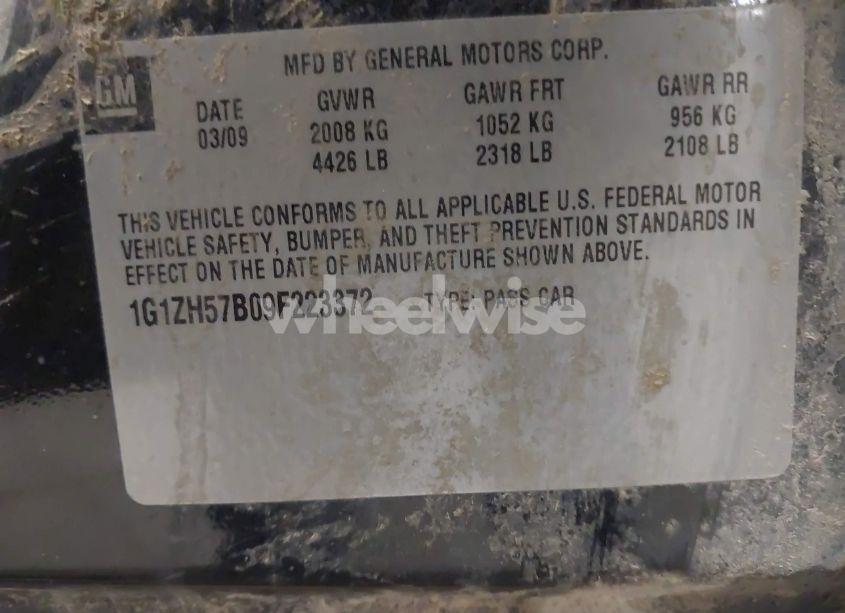 MFD BY GENERAL MOTORS CORP.
GM
DATE GVWR GAWR FRT GAWR RR
03/09 2008 KG 1052 KG 956 KG
4426 LB 2318 LB 2108 LB
THIS VEHICLE CONFORMS TO ALL APPLICABLE U.S. FEDERAL MOTOR
VEHICLE SAFETY, BUMPER, AND THEFT PREVENTION STANDARDS IN
EFFECT ON THE DATE OF MANUFACTURE SHOWN ABOVE.
1G1ZH57B09F223372 TYPE: PASS CAR
wheelwise